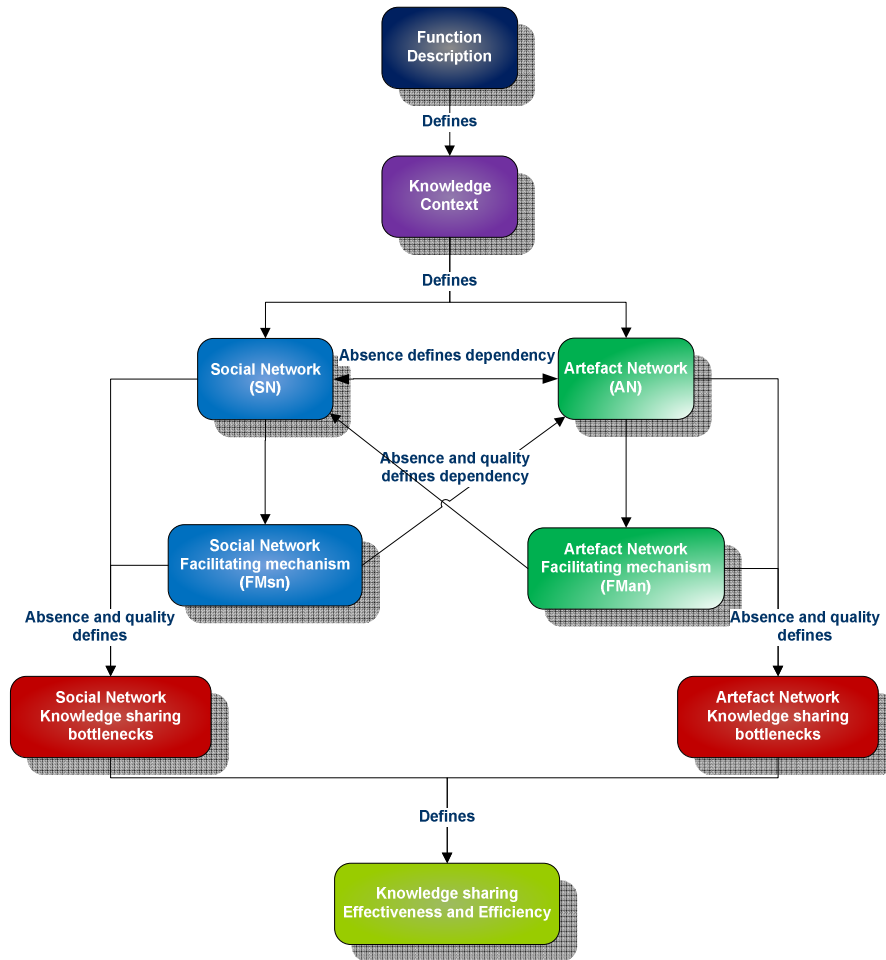 Function
Description
Defines
Knowledge
Context
Defines
Social Network
(SN)
Absence defines dependency
Artefact Network
(AN)
Absence and quality
defines dependency
Social Network
Facilitating mechanism
(FMsn)
Artefact Network
Facilitating mechanism
(FMan)
Absence and quality
defines
Absence and quality
defines
Social Network
Knowledge sharing
bottlenecks
Artefact Network
Knowledge sharing
bottlenecks
Defines
Knowledge sharing
Effectiveness and Efficiency